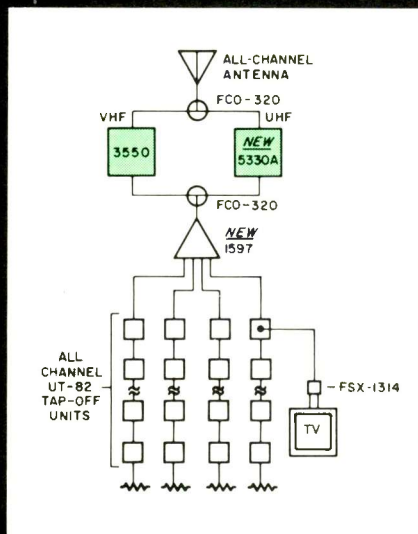 ALL-CHANNEL
ANTENNA
FCO-320
VHF
UHF
3550
NEW
5330A
FCO-320
NEW
1597
ALL
CHANNEL
UT-82
TAP-OFF
UNITS
FSX-1314
TV